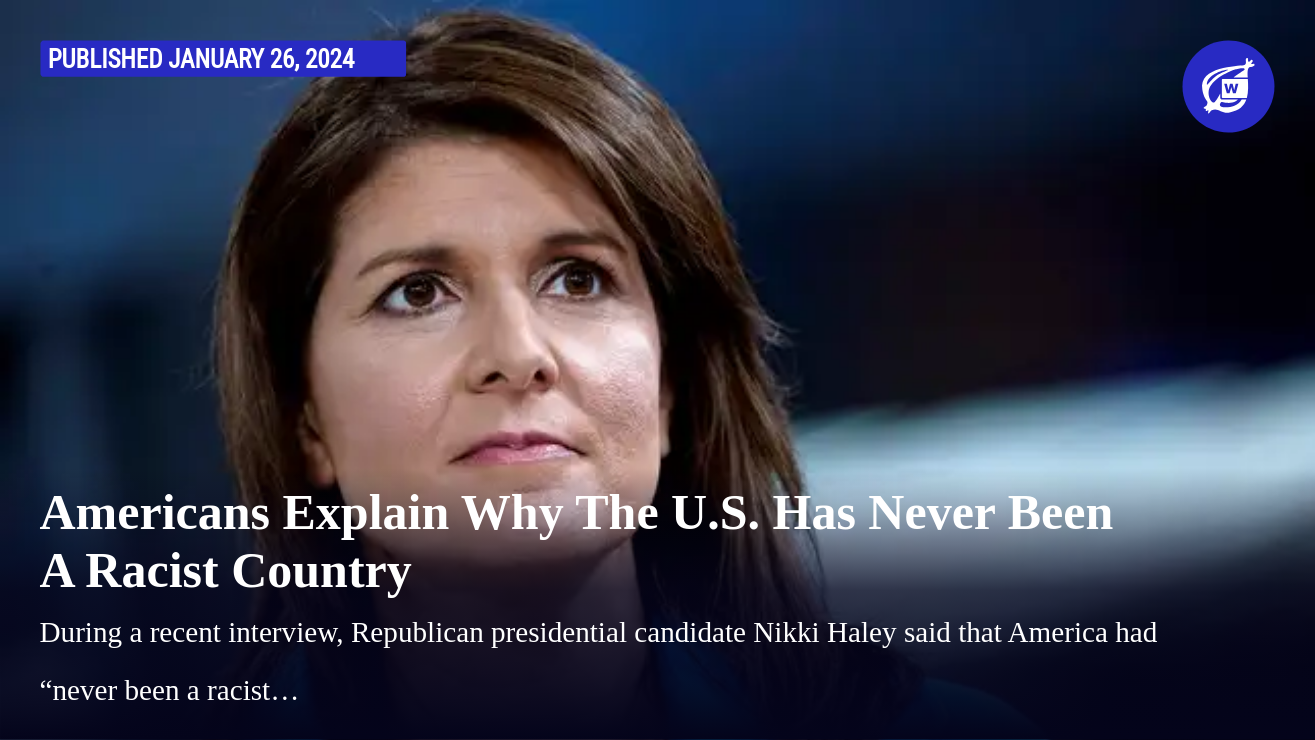 PUBLISHED JANUARY 26, 2024
W
Americans Explain Why The U.S. Has Never Been
A Racist Country
During a recent interview, Republican presidential candidate Nikki Haley said that America had
“never been a racist…